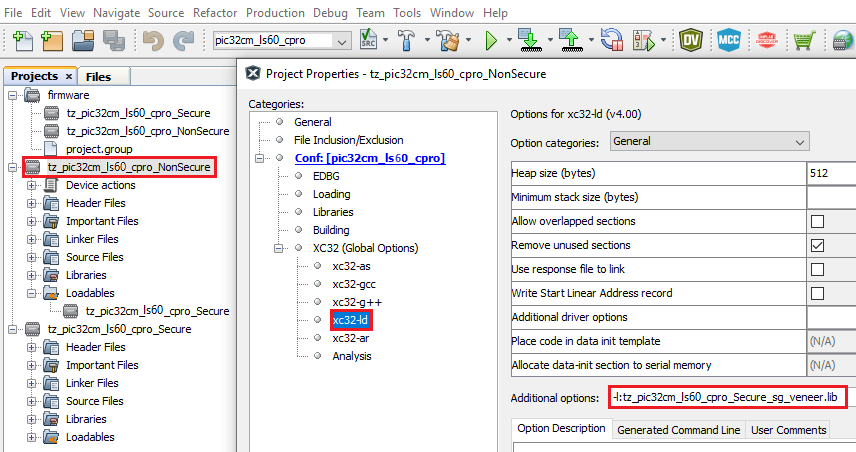 File Edit View Navigate Source Refactor Production Debug Team Tools Window Help
pic32cm_ls60_cpro
SRC
DV
MCC
Projects ×
Files
firmware
tz_pic32cm_ls60_cpro_Secure
tz_pic32cm_ls60_cpro_NonSecure
project.group
tz_pic32cm_ls60_cpro_NonSecure
Device actions
Header Files
Important Files
Linker Files
Source Files
Libraries
Loadables
tz_pic32cm_ls60_cpro_Secure
tz_pic32cm_ls60_cpro_Secure
Header Files
Important Files
Linker Files
Source Files
Libraries
Loadables
Project Properties - tz_pic32cm_ls60_cpro_NonSecure
Categories:
General
File Inclusion/Exclusion
Conf: [pic32cm_ls60_cpro]
EDBG
Loading
Libraries
Building
XC32 (Global Options)
xc32-as
xc32-gcc
xc32-g++
xc32-ld
xc32-ar
Analysis
Options for xc32-ld (v4.00)
Option categories: General
Heap size (bytes) 512
Minimum stack size (bytes)
Allow overlapped sections
Remove unused sections
Use response file to link
Write Start Linear Address record
Additional driver options
Place code in data init template (N/A)
Allocate data-init section to serial memory (N/A)
Additional options: -l:tz_pic32cm_ls60_cpro_Secure_sg_veneer.lib
Option Description Generated Command Line User Comments